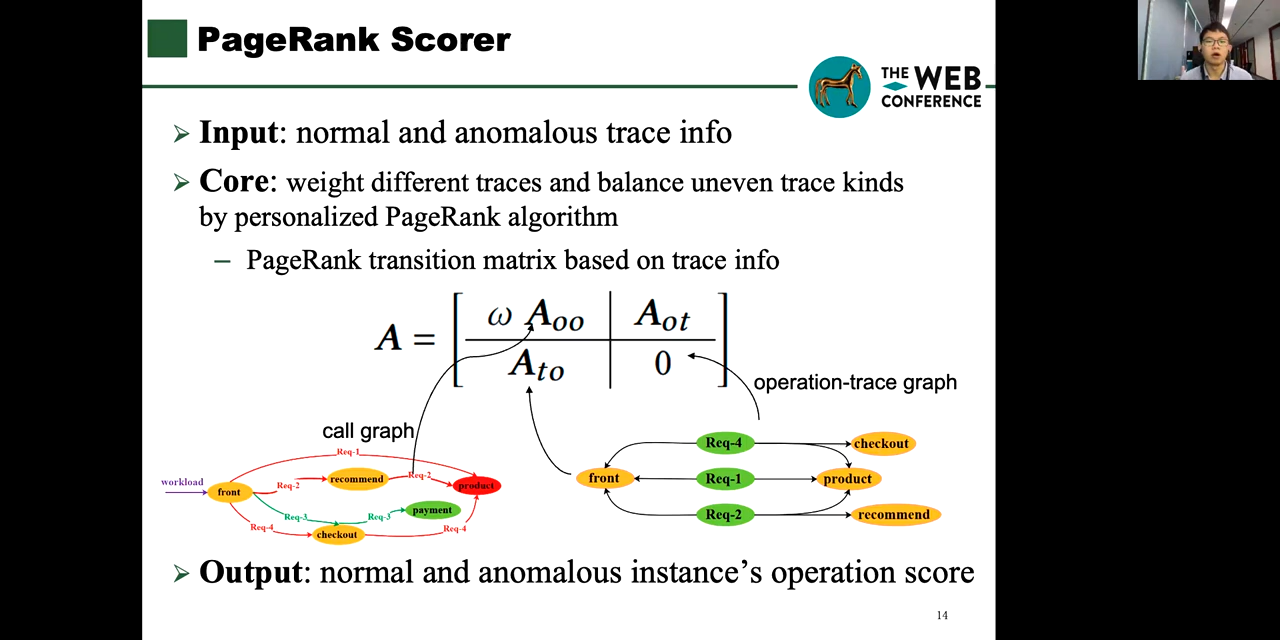 PageRank Scorer
THE WEB
CONFERENCE
Input: normal and anomalous trace info
Core: weight different traces and balance uneven trace kinds
by personalized PageRank algorithm
– PageRank transition matrix based on trace info
A = [ ω A_oo | A_ot
A_to | 0 ]
operation-trace graph
call graph
workload
front
Req-1
Req-2
recommend
Req-2
product
Req-3
Req-3
payment
Req-4
checkout
Req-4
Req-4
checkout
front
Req-1
product
Req-2
recommend
Output: normal and anomalous instance’s operation score
14